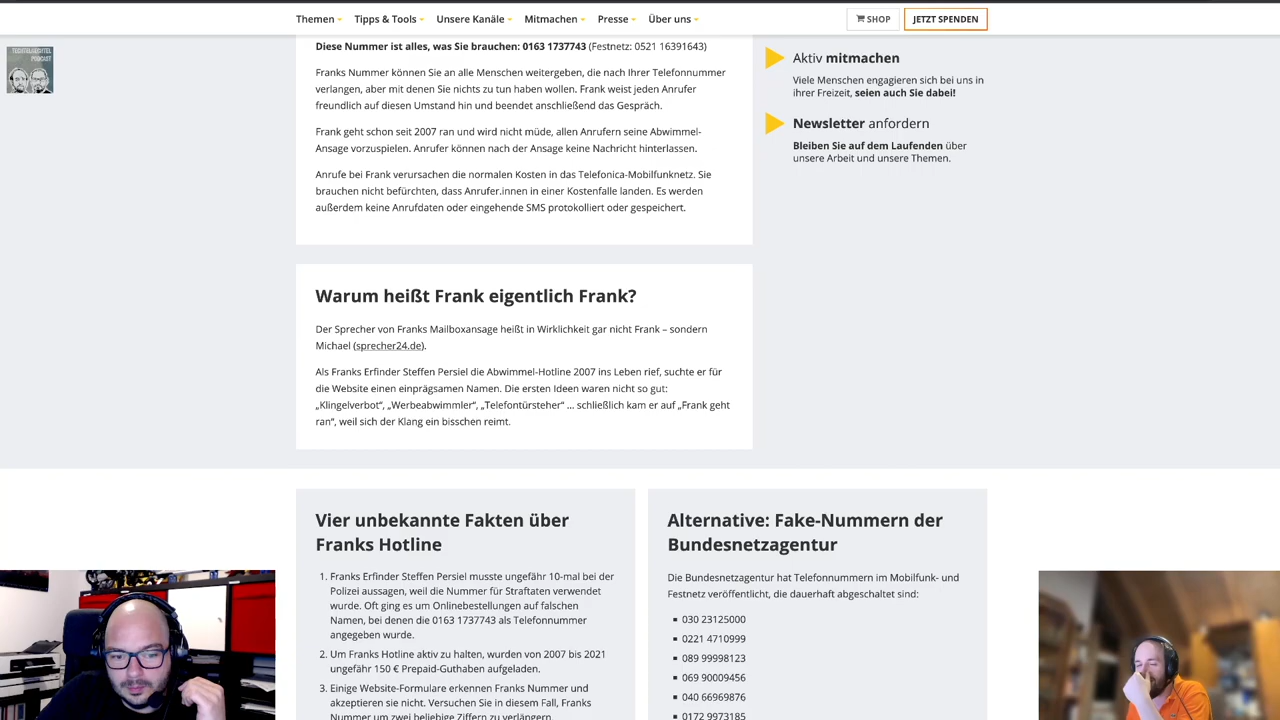 Themen
Tipps & Tools
Unsere Kanäle
Mitmachen
Presse
Über uns
SHOP
JETZT SPENDEN
TECHTELMECHTEL
PODCAST
Diese Nummer ist alles, was Sie brauchen: 0163 1737743 (Festnetz: 0521 16391643)
Franks Nummer können Sie an alle Menschen weitergeben, die nach Ihrer Telefonnummer
verlangen, aber mit denen Sie nichts zu tun haben wollen. Frank weist jeden Anrufer
freundlich auf diesen Umstand hin und beendet anschließend das Gespräch.
Frank geht schon seit 2007 ran und wird nicht müde, allen Anrufern seine Abwimmel-
Ansage vorzuspielen. Anrufer können nach der Ansage keine Nachricht hinterlassen.
Anrufe bei Frank verursachen die normalen Kosten in das Telefonica-Mobilfunknetz. Sie
brauchen nicht befürchten, dass Anrufer.innen in einer Kostenfalle landen. Es werden
außerdem keine Anrufdaten oder eingehende SMS protokolliert oder gespeichert.
Aktiv mitmachen
Viele Menschen engagieren sich bei uns in
ihrer Freizeit, seien auch Sie dabei!
Newsletter anfordern
Bleiben Sie auf dem Laufenden über
unsere Arbeit und unsere Themen.
Warum heißt Frank eigentlich Frank?
Der Sprecher von Franks Mailboxansage heißt in Wirklichkeit gar nicht Frank – sondern
Michael (sprecher24.de).
Als Franks Erfinder Steffen Persiel die Abwimmel-Hotline 2007 ins Leben rief, suchte er für
die Website einen einprägsamen Namen. Die ersten Ideen waren nicht so gut:
„Klingelverbot“, „Werbeabwimmler“, „Telefontürsteher“ ... schließlich kam er auf „Frank geht
ran“, weil sich der Klang ein bisschen reimt.
Vier unbekannte Fakten über
Franks Hotline
1. Franks Erfinder Steffen Persiel musste ungefähr 10-mal bei der
Polizei aussagen, weil die Nummer für Straftaten verwendet
wurde. Oft ging es um Onlinebestellungen auf falschen
Namen, bei denen die 0163 1737743 als Telefonnummer
angegeben wurde.
2. Um Franks Hotline aktiv zu halten, wurden von 2007 bis 2021
ungefähr 150 € Prepaid-Guthaben aufgeladen.
3. Einige Website-Formulare erkennen Franks Nummer und
akzeptieren sie nicht. Versuchen Sie in diesem Fall, Franks
Nummer um zwei beliebige Ziffern zu verlängern.
Alternative: Fake-Nummern der
Bundesnetzagentur
Die Bundesnetzagentur hat Telefonnummern im Mobilfunk- und
Festnetz veröffentlicht, die dauerhaft abgeschaltet sind:
▪ 030 23125000
▪ 0221 4710999
▪ 089 99998123
▪ 069 90009456
▪ 040 66969876
▪ 0172 9973185